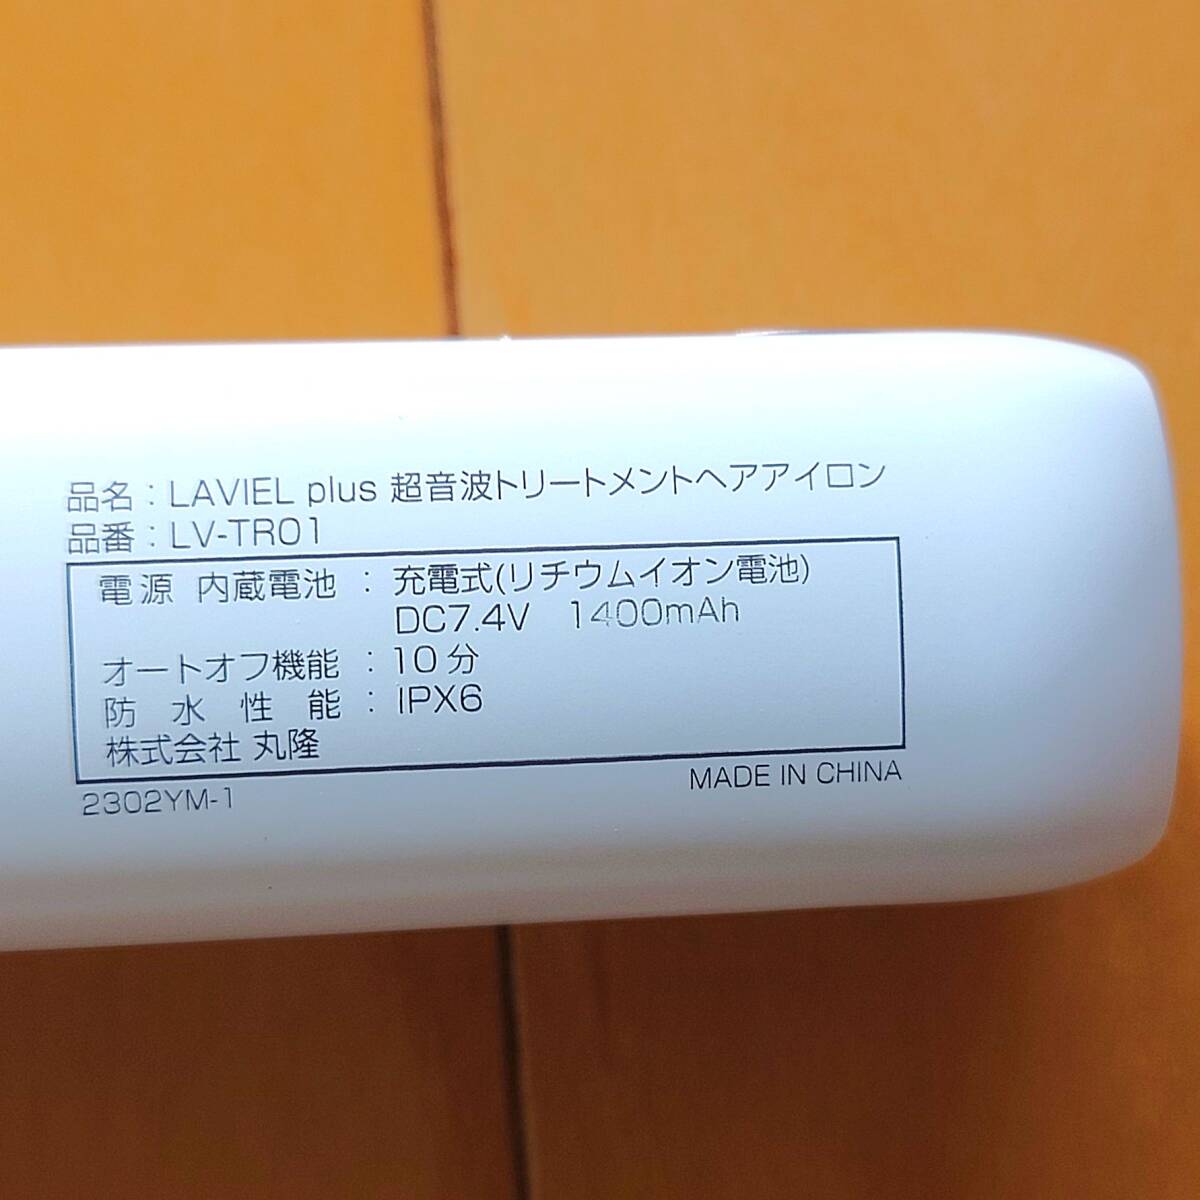 品名：LAVIEL plus 超音波トリートメントヘアアイロン
品番：LV-TR01
電源 内蔵電池：充電式(リチウムイオン電池)
DC7.4V 1400mAh
オートオフ機能：10分
防水性能：IPX6
株式会社 丸隆
2302YM-1
MADE IN CHINA